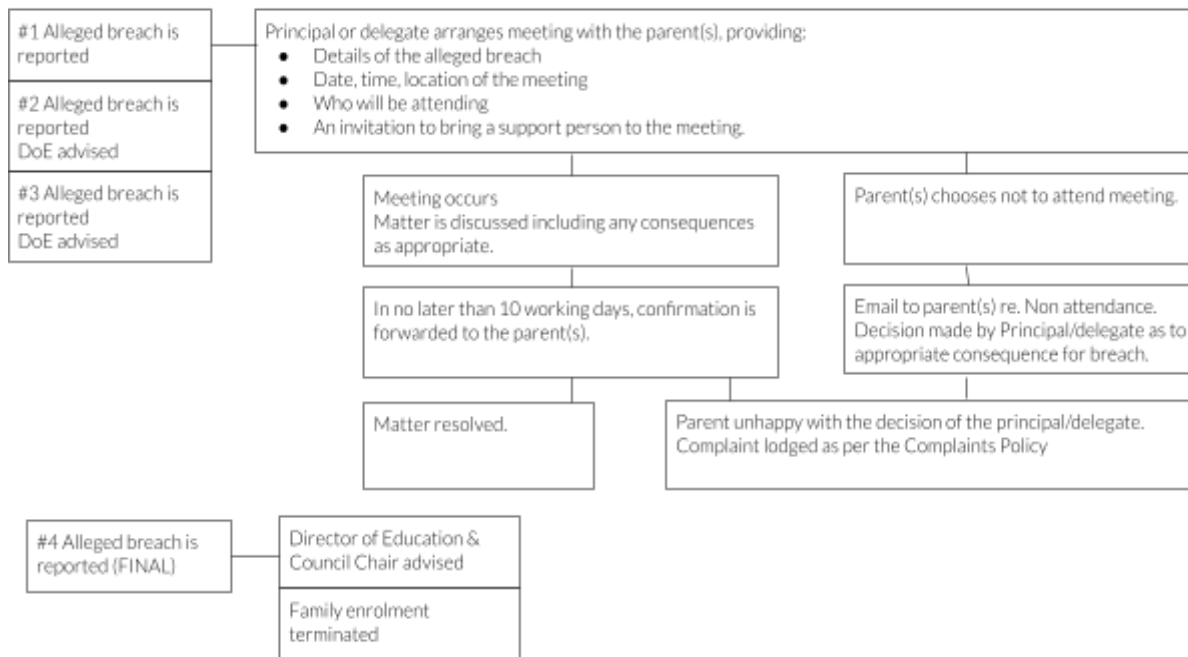 #1 Alleged breach is
reported
#2 Alleged breach is
reported
DoE advised
#3 Alleged breach is
reported
DoE advised
Principal or delegate arranges meeting with the parent(s), providing:
● Details of the alleged breach
● Date, time, location of the meeting
● Who will be attending
● An invitation to bring a support person to the meeting.
Meeting occurs
Matter is discussed including any consequences
as appropriate.
Parent(s) chooses not to attend meeting.
In no later than 10 working days, confirmation is
forwarded to the parent(s).
Email to parent(s) re. Non attendance.
Decision made by Principal/delegate as to
appropriate consequence for breach.
Matter resolved.
Parent unhappy with the decision of the principal/delegate.
Complaint lodged as per the Complaints Policy
#4 Alleged breach is
reported (FINAL)
Director of Education &
Council Chair advised
Family enrolment
terminated